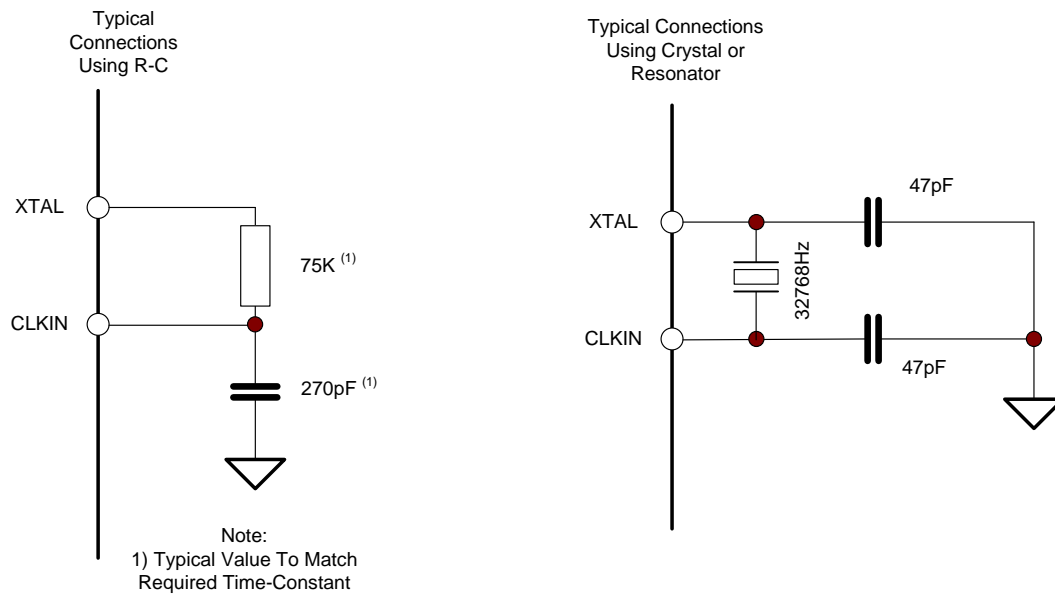 Typical
Connections
Using R-C
XTAL
75K (1)
CLKIN
270pF (1)
Note:
1) Typical Value To Match
Required Time-Constant
Typical Connections
Using Crystal or
Resonator
47pF
XTAL
32768Hz
CLKIN
47pF